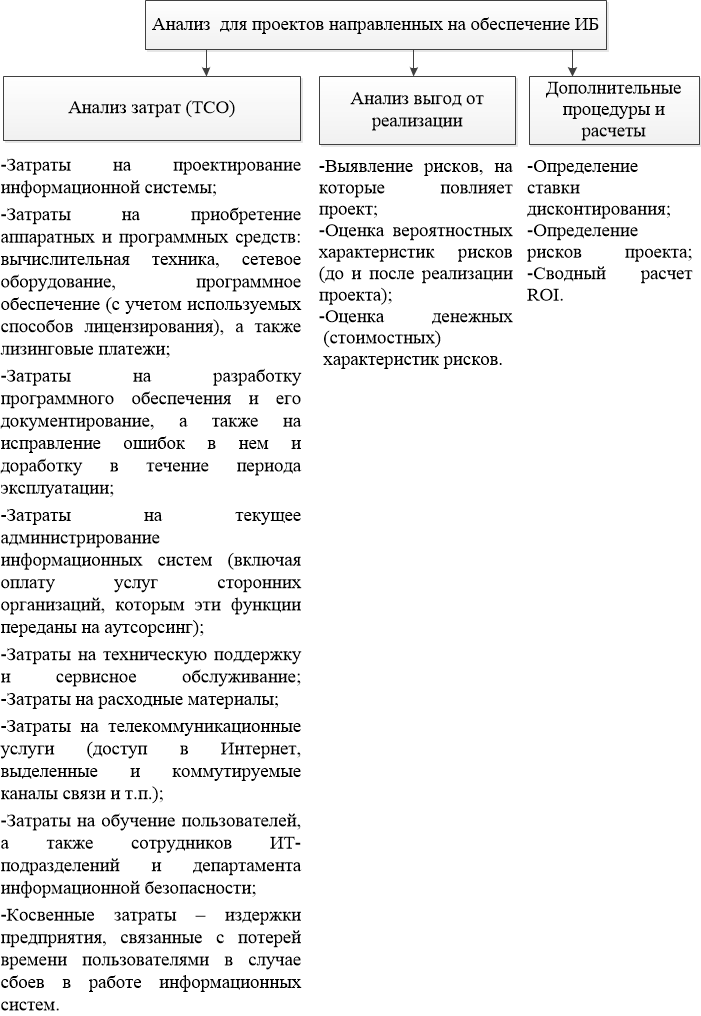 Анализ для проектов направленных на обеспечение ИБ
Анализ затрат (TCO)
Анализ выгод от
реализации
Дополнительные
процедуры и
расчеты
-Затраты на проектирование
информационной системы;
-Затраты на приобретение
аппаратных и программных средств:
вычислительная техника, сетевое
оборудование, программное
обеспечение (с учетом используемых
способов лицензирования), а также
лизинговые платежи;
-Затраты на разработку
программного обеспечения и его
документирование, а также на
исправление ошибок в нем и
доработку в течение периода
эксплуатации;
-Затраты на текущее
администрирование
информационных систем (включая
оплату услуг сторонних
организаций, которым эти функции
переданы на аутсорсинг);
-Затраты на техническую поддержку
и сервисное обслуживание;
-Затраты на расходные материалы;
-Затраты на телекоммуникационные
услуги (доступ в Интернет,
выделенные и коммутируемые
каналы связи и т.п.);
-Затраты на обучение пользователей,
а также сотрудников ИТ-
подразделений и департамента
информационной безопасности;
-Косвенные затраты – издержки
предприятия, связанные с потерей
времени пользователями в случае
сбоев в работе информационных
систем.
-Выявление рисков, на
которые повлияет
проект;
-Оценка вероятностных
характеристик рисков
(до и после реализации
проекта);
-Оценка денежных
(стоимостных)
характеристик рисков.
-Определение
ставки
дисконтирования;
-Определение
рисков проекта;
-Сводный расчет
ROI.